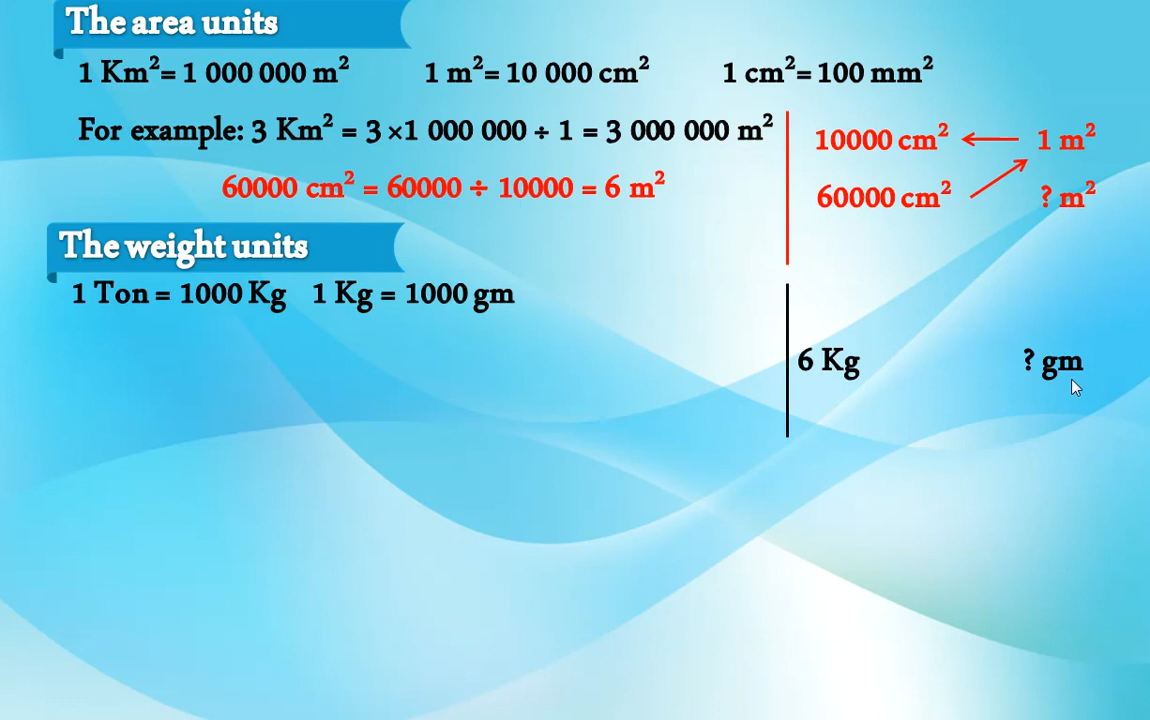 The area units
1 Km²= 1 000 000 m² 1 m²= 10 000 cm² 1 cm²= 100 mm²
For example: 3 Km² = 3 ×1 000 000 ÷ 1 = 3 000 000 m²
10000 cm² ← 1 m²
60000 cm² = 60000 ÷ 10000 = 6 m²
60000 cm² ? m²
The weight units
1 Ton = 1000 Kg 1 Kg = 1000 gm
6 Kg ? gm